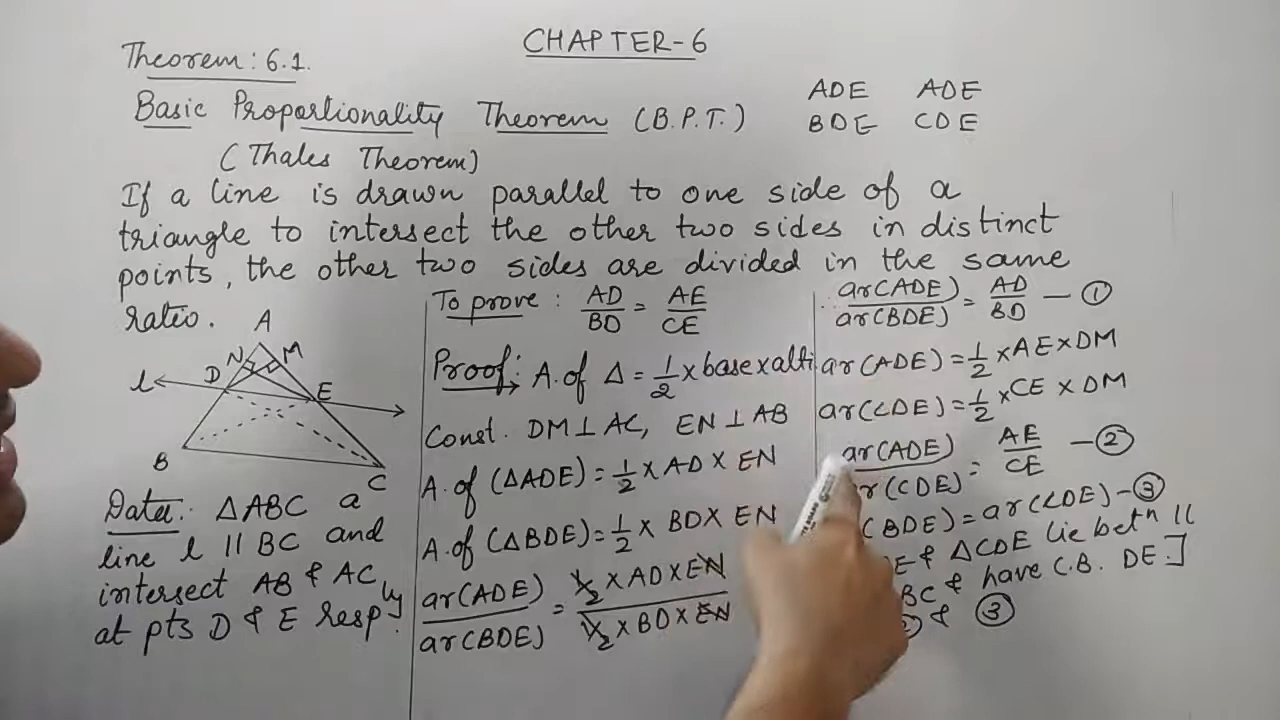 CHAPTER-6
Theorem: 6.1.
Basic Proportionality Theorem (B.P.T.)
ADE ADE
BDE CDE
(Thales Theorem)
If a line is drawn parallel to one side of a
triangle to intersect the other two sides in distinct
points, the other two sides are divided in the same
ratio.
A
N M
D
l
E
B
C
Data: ΔABC a
line l || BC and
intersect AB & AC
at pts D & E resply.
To prove: AD/BD = AE/CE
Proof: A. of Δ = 1/2 × base × alti
Const. DM ⊥ AC, EN ⊥ AB
A. of (ΔADE) = 1/2 × AD × EN
A. of (ΔBDE) = 1/2 × BD × EN
ar(ADE)/ar(BDE) = 1/2 × AD × EN / 1/2 × BD × EN
∴ ar(ADE)/ar(BDE) = AD/BD — ①
ar(ADE) = 1/2 × AE × DM
ar(CDE) = 1/2 × CE × DM
ar(ADE)/ar(CDE) = AE/CE — ②
(BDE) = ar(CDE) — ③
E & ΔCDE lie betn ||
BC & have C.B. DE.]
& ③